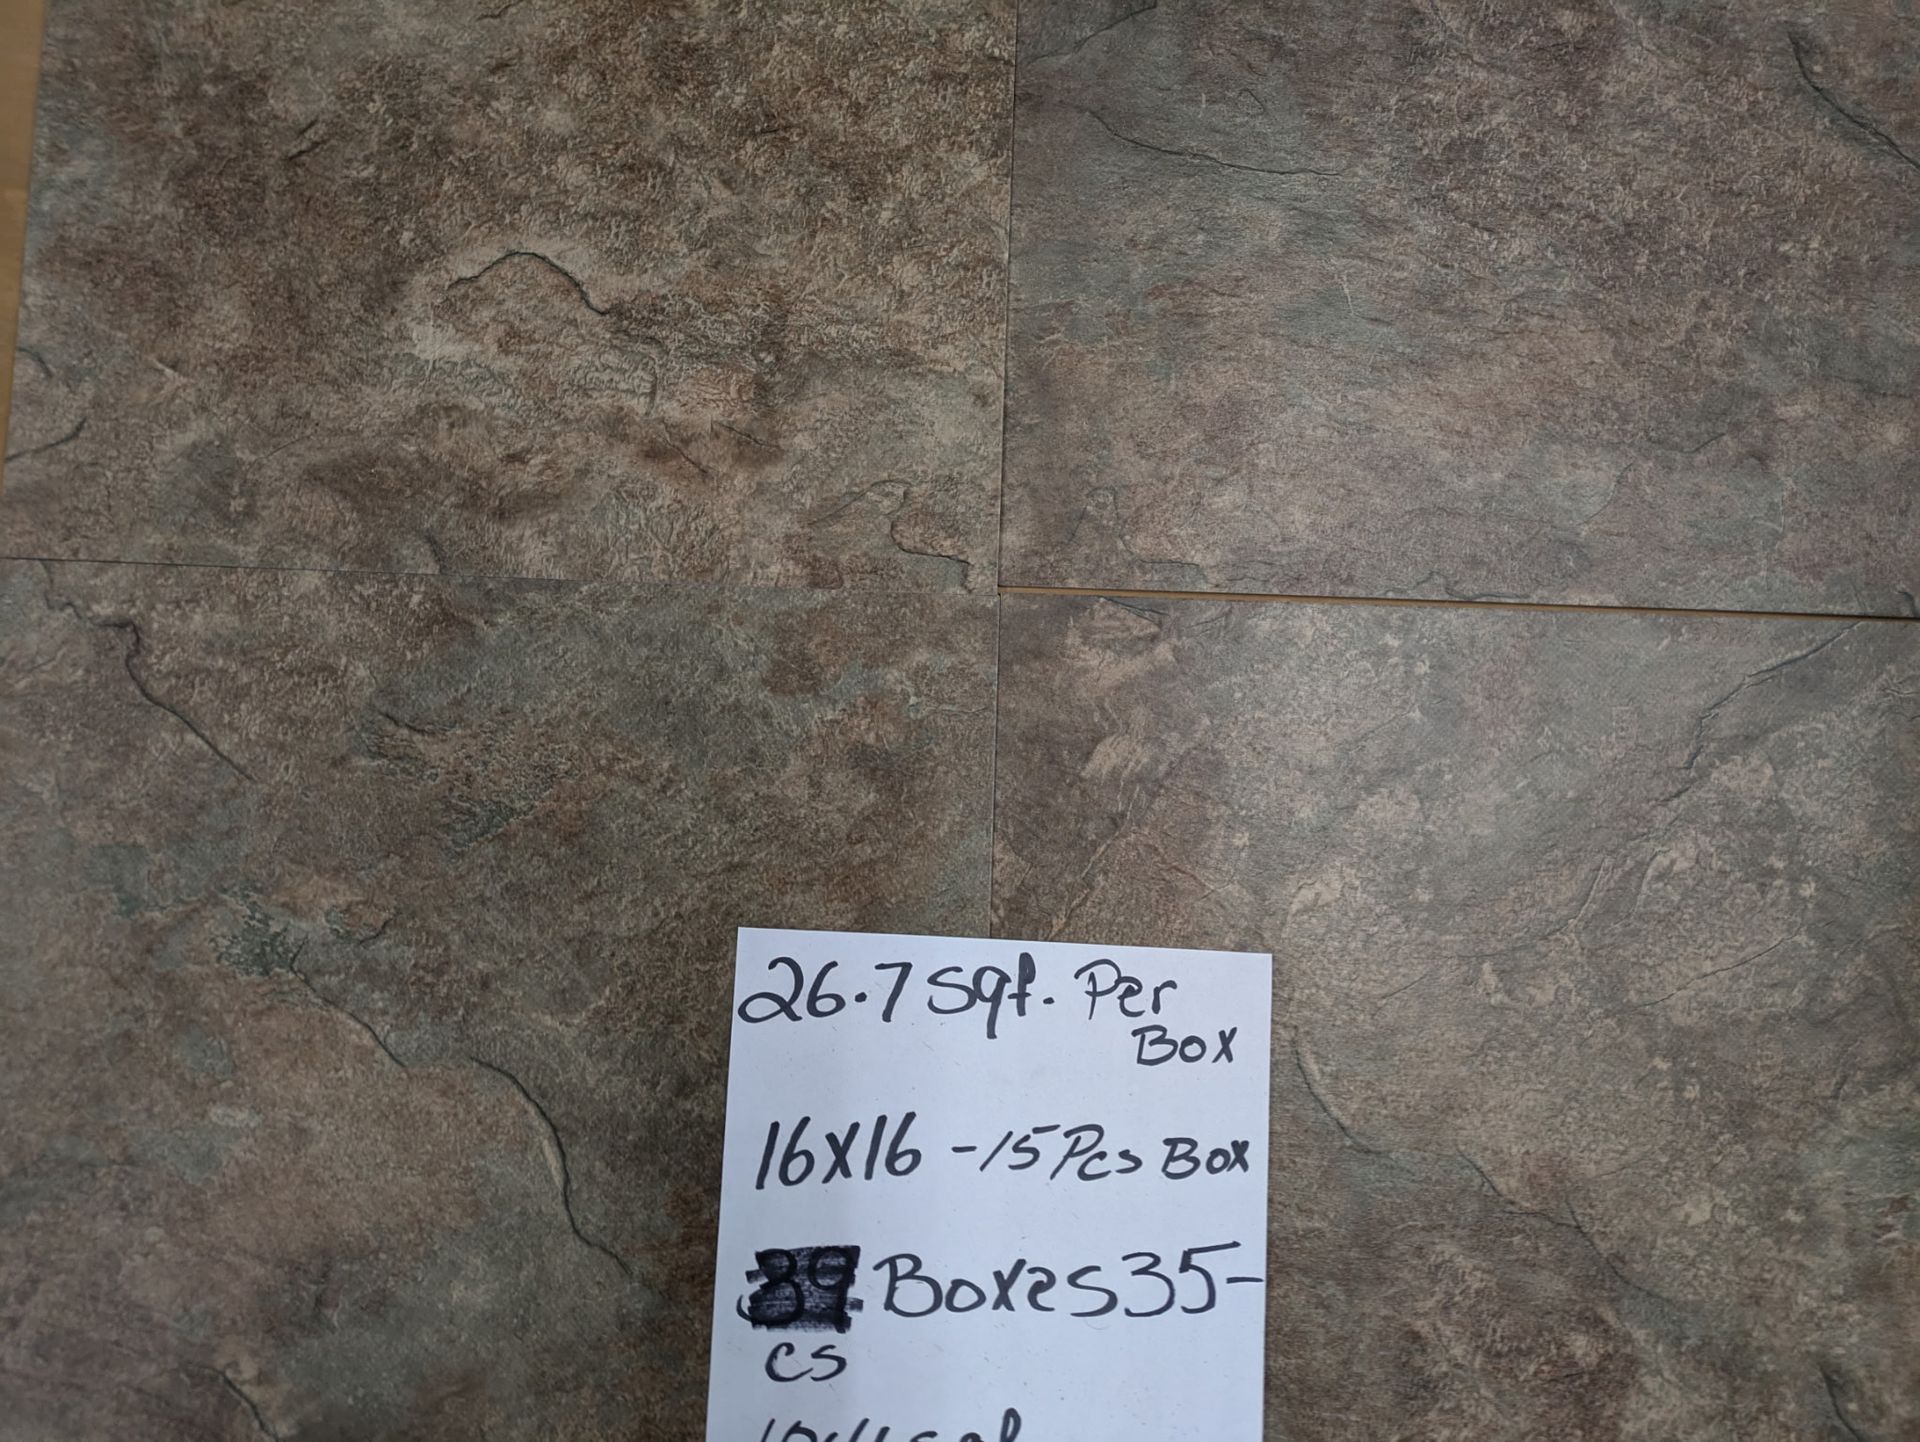 26.7 Sqf. Per
Box
16x16 - 15 Pcs Box
Boxes 35-
cs